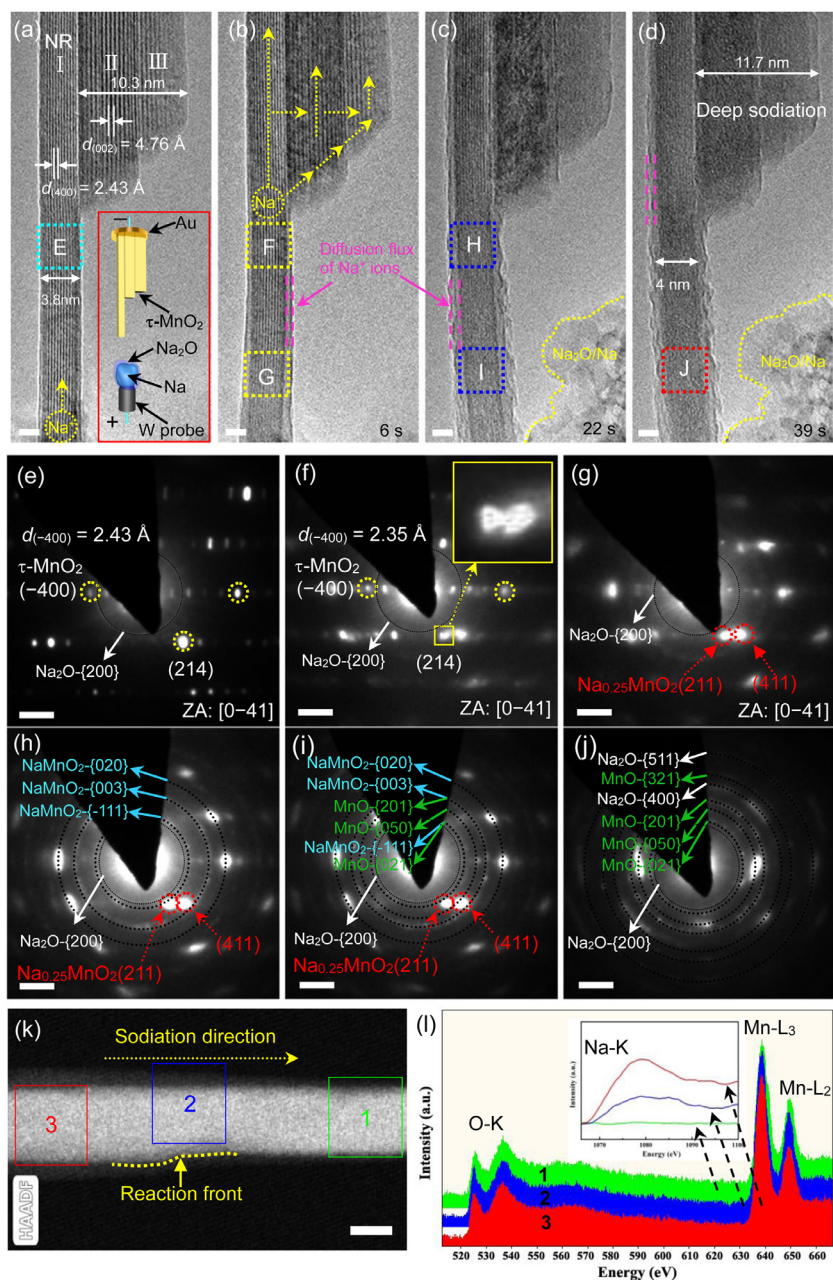 (a)
NR
I
II
III
10.3 nm
d(002) = 4.76 Å
d(400) = 2.43 Å
E
3.8nm
−
Au
τ-MnO₂
Na₂O
Na
W probe
+
Na
(b)
Na⁺
F
Diffusion flux
of Na⁺ ions
G
6 s
(c)
H
I
Na₂O/Na
22 s
(d)
11.7 nm
Deep sodiation
4 nm
J
Na₂O/Na
39 s
(e)
d(−400) = 2.43 Å
τ-MnO₂
(−400)
Na₂O-{200}
(214)
ZA: [0−41]
(f)
d(−400) = 2.35 Å
τ-MnO₂
(−400)
Na₂O-{200}
(214)
ZA: [0−41]
(g)
Na₂O-{200}
Na₀.₂₅MnO₂(211)
(411)
ZA: [0−41]
(h)
NaMnO₂-{020}
NaMnO₂-{003}
NaMnO₂-{-111}
Na₂O-{200}
(411)
Na₀.₂₅MnO₂(211)
(i)
NaMnO₂-{020}
NaMnO₂-{003}
MnO-{201}
MnO-{050}
NaMnO₂-{-111}
MnO-{021}
Na₂O-{200}
(411)
Na₀.₂₅MnO₂(211)
(j)
Na₂O-{511}
MnO-{321}
Na₂O-{400}
MnO-{201}
MnO-{050}
MnO-{021}
Na₂O-{200}
(k)
Sodiation direction
3
2
1
Reaction front
HAADF
(l)
Mn-L₃
Na-K
Mn-L₂
O-K
Intensity (a.u.)
1070 1080 1090 1100
Energy (eV)
1
2
3
Intensity (a.u.)
520 530 540 550 560 570 580 590 600 610 620 630 640 650 660
Energy (eV)